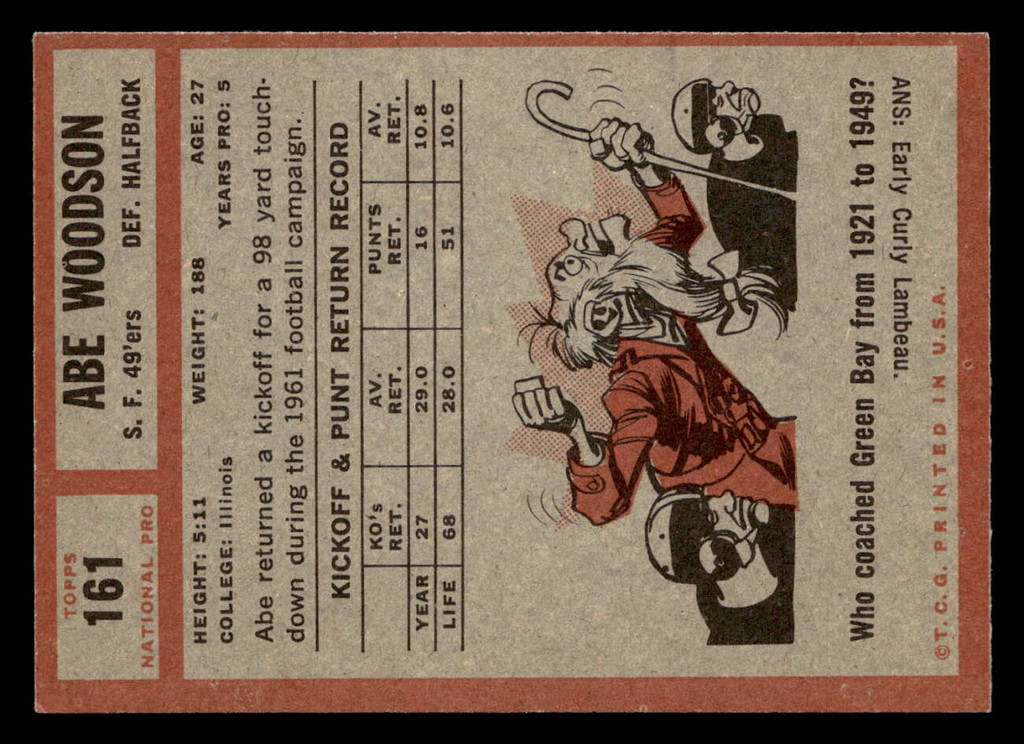 TOPPS
161
NATIONAL PRO
ABE WOODSON
S. F. 49'ers DEF. HALFBACK
HEIGHT: 5:11 WEIGHT: 188 AGE: 27
COLLEGE: Illinois YEARS PRO: 5
Abe returned a kickoff for a 98 yard touch-
down during the 1961 football campaign.
KICKOFF & PUNT RETURN RECORD
KO's RET. AV. RET. PUNTS RET. AV. RET.
YEAR 27 29.0 16 10.8
LIFE 68 28.0 51 10.6
Who coached Green Bay from 1921 to 1949?
ANS: Early Curly Lambeau.
©T. C. G. PRINTED IN U.S.A.